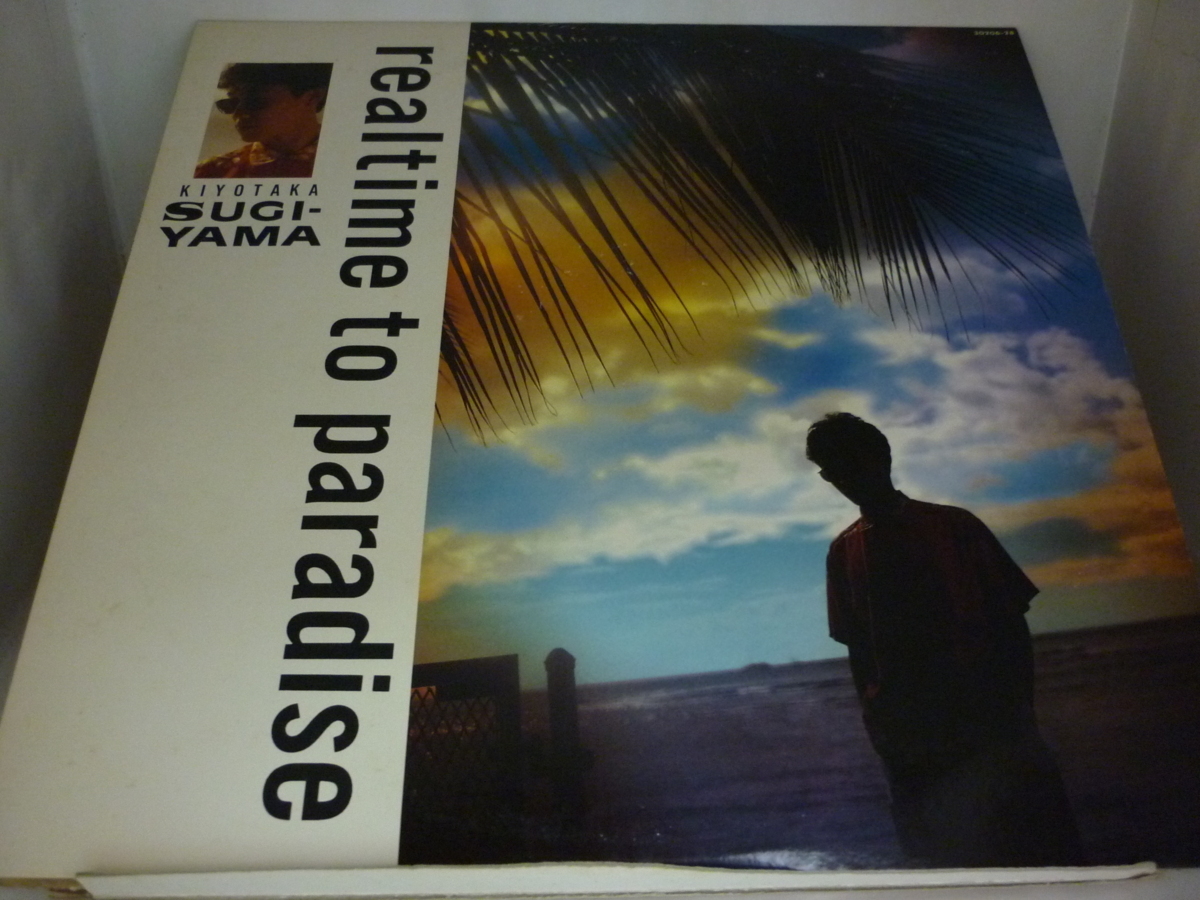 KIYOTAKA
SUGI-
YAMA
realtime to paradise